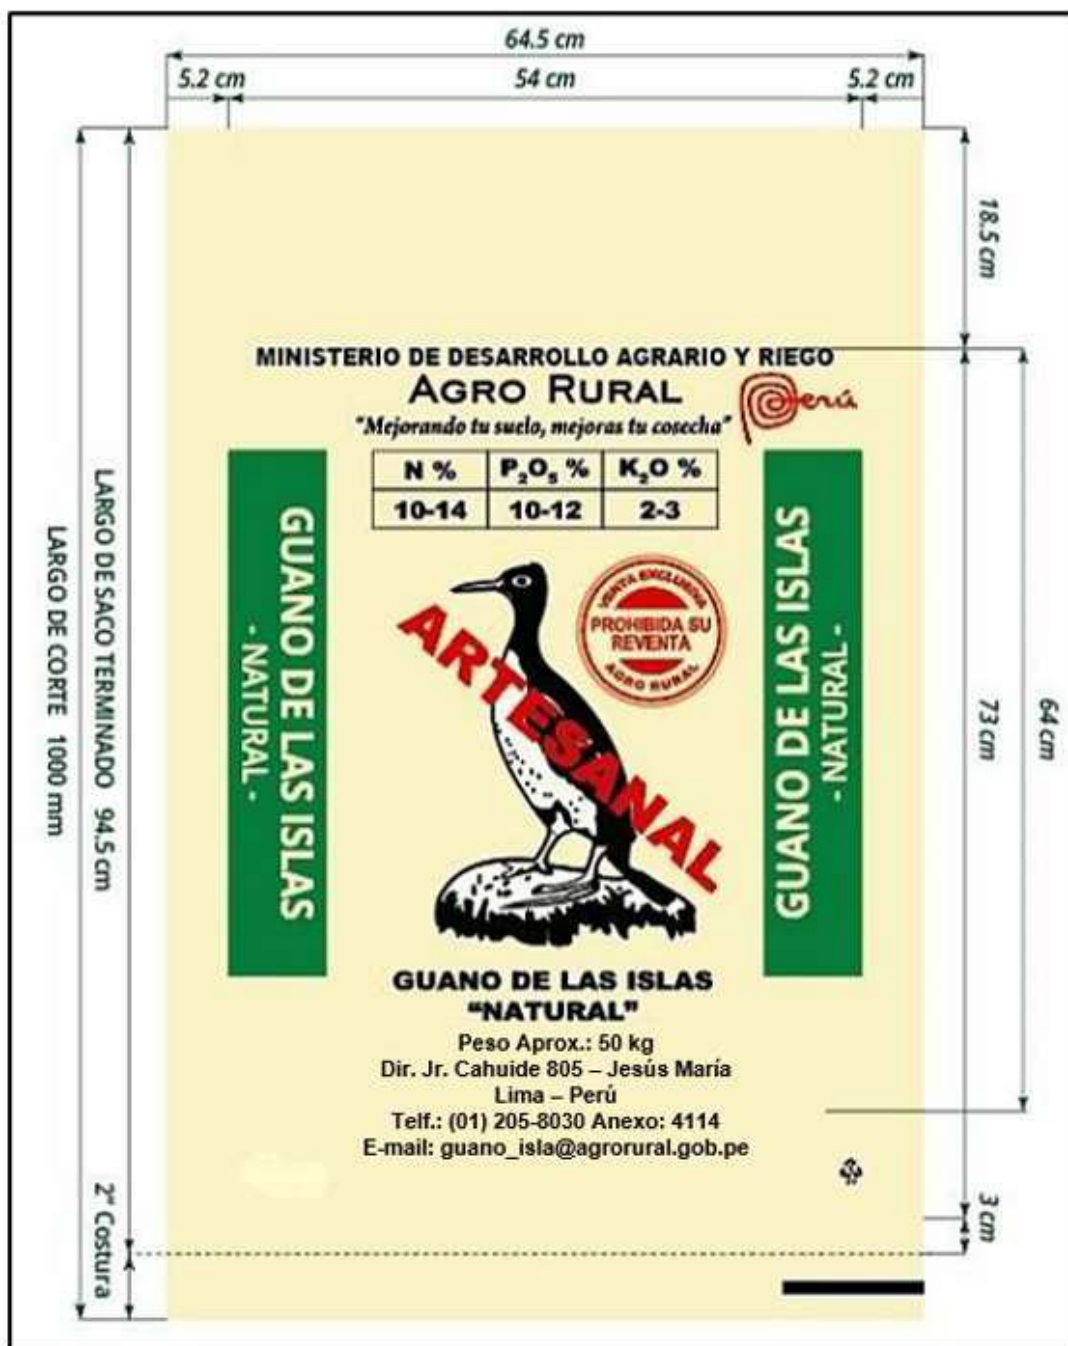 64.5 cm
5.2 cm
54 cm
5.2 cm
18.5 cm
MINISTERIO DE DESARROLLO AGRARIO Y RIEGO
AGRO RURAL
Perú
"Mejorando tu suelo, mejoras tu cosecha"
N % P₂O₅ % K₂O %
10-14 10-12 2-3
GUANO DE LAS ISLAS
- NATURAL -
ARTESANAL
VENTA EXCLUSIVA
PROHIBIDA SU
REVENTA
AGRO RURAL
GUANO DE LAS ISLAS
- NATURAL -
LARGO DE SACO TERMINADO 94.5 cm
LARGO DE CORTE 1000 mm
73 cm
64 cm
GUANO DE LAS ISLAS
"NATURAL"
Peso Aprox.: 50 kg
Dir. Jr. Cahuide 805 – Jesús María
Lima – Perú
Telf.: (01) 205-8030 Anexo: 4114
E-mail: guano_isla@agrorural.gob.pe
2" Costura
3 cm